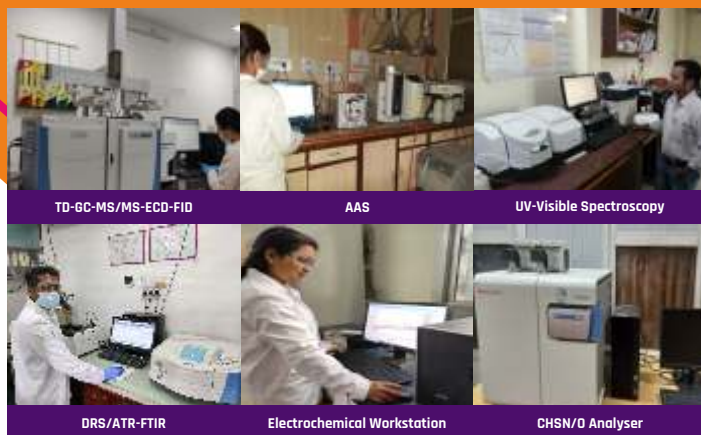 TD-GC-MS/MS-ECD-FID
AAS
UV-Visible Spectroscopy
DRS/ATR-FTIR
Electrochemical Workstation
CHSN/O Analyser